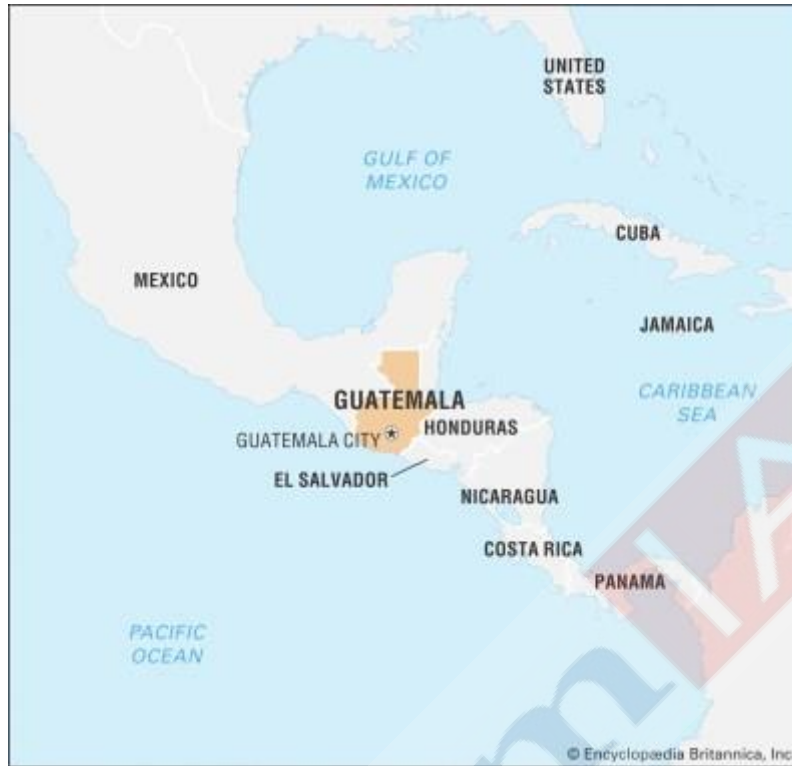 UNITED
STATES
GULF OF
MEXICO
CUBA
MEXICO
JAMAICA
CARIBBEAN
SEA
GUATEMALA
HONDURAS
GUATEMALA CITY
EL SALVADOR
NICARAGUA
COSTA RICA
PANAMA
PACIFIC
OCEAN
© Encyclopædia Britannica, Inc